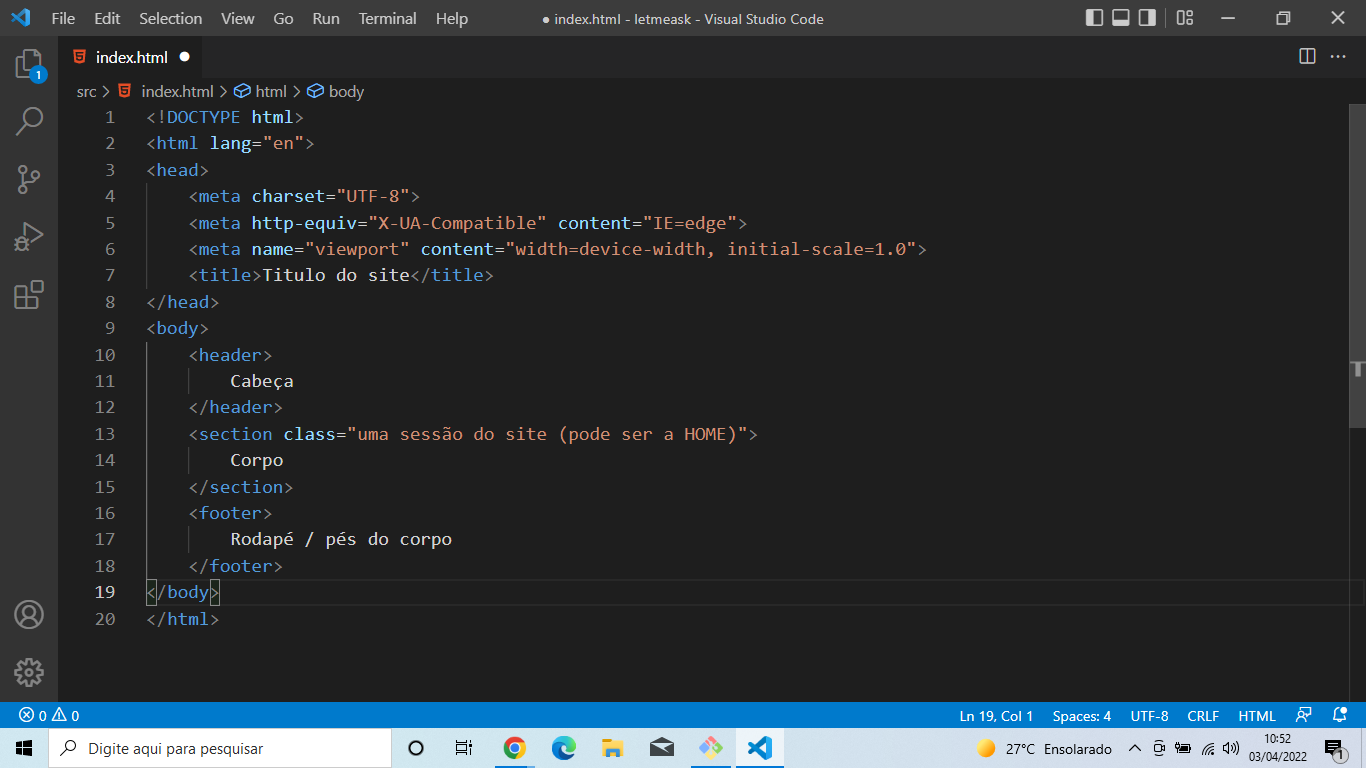 File Edit Selection View Go Run Terminal Help ● index.html - letmeask - Visual Studio Code
index.html ●
1
src > index.html > html > body
1 <!DOCTYPE html>
2 <html lang="en">
3 <head>
4     <meta charset="UTF-8">
5     <meta http-equiv="X-UA-Compatible" content="IE=edge">
6     <meta name="viewport" content="width=device-width, initial-scale=1.0">
7     <title>Titulo do site</title>
8 </head>
9 <body>
10     <header>
11         Cabeça
12     </header>
13     <section class="uma sessão do site (pode ser a HOME)">
14         Corpo
15     </section>
16     <footer>
17         Rodapé / pés do corpo
18     </footer>
19 </body>
20 </html>
0 0 Ln 19, Col 1 Spaces: 4 UTF-8 CRLF HTML
Digite aqui para pesquisar 27°C Ensolarado 10:52
03/04/2022 1